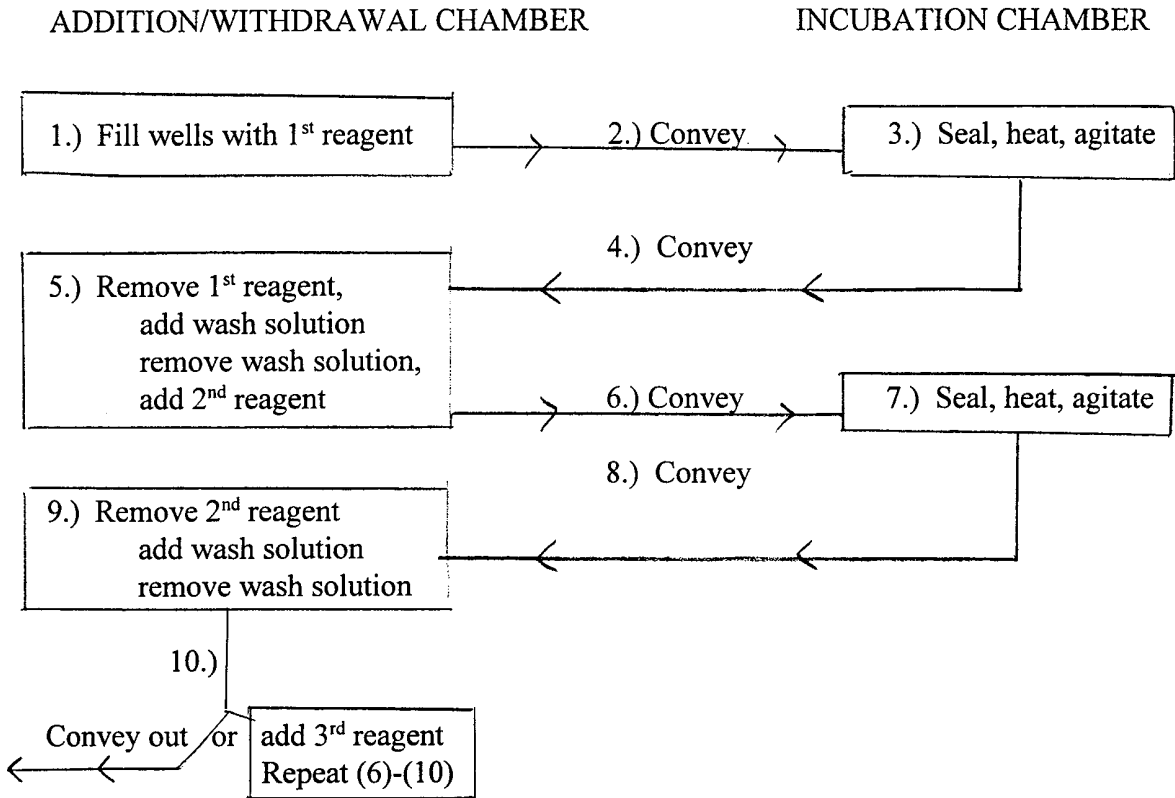 ADDITION/WITHDRAWAL CHAMBER
INCUBATION CHAMBER
1.) Fill wells with 1st reagent
2.) Convey
3.) Seal, heat, agitate
4.) Convey
5.) Remove 1st reagent,
add wash solution
remove wash solution,
add 2nd reagent
6.) Convey
7.) Seal, heat, agitate
8.) Convey
9.) Remove 2nd reagent
add wash solution
remove wash solution
10.)
Convey out or
add 3rd reagent
Repeat (6)-(10)